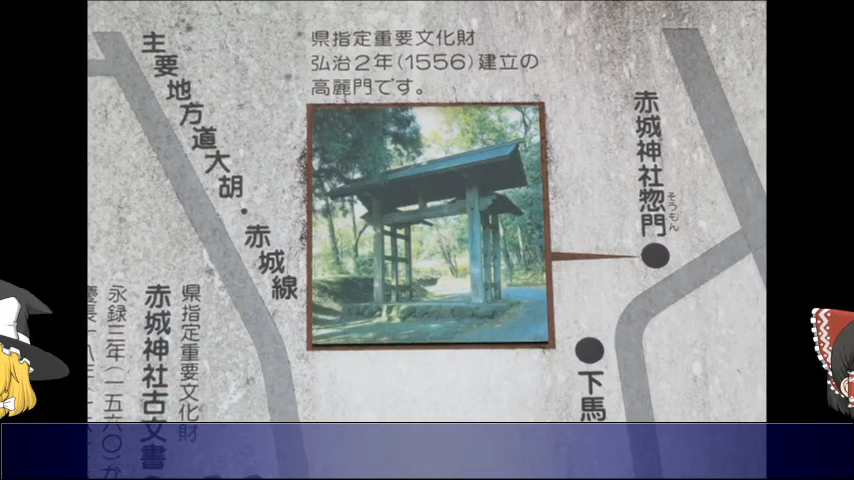 県指定重要文化財
弘治２年(1556)建立の
高麗門です。
赤城神社惣門
そうもん
下馬
主要地方道大胡・赤城線
県指定重要文化財
赤城神社古文書
永録三年(一五六〇)か